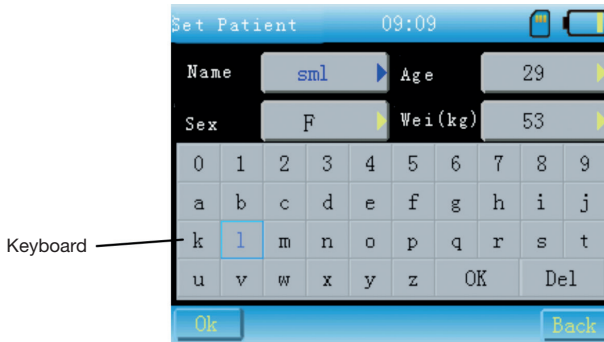 Set Patient 09:09
Name sml Age 29
Sex F Wei(kg) 53
0 1 2 3 4 5 6 7 8 9
a b c d e f g h i j
Keyboard k l m n o p q r s t
u v w x y z OK Del
Ok Back